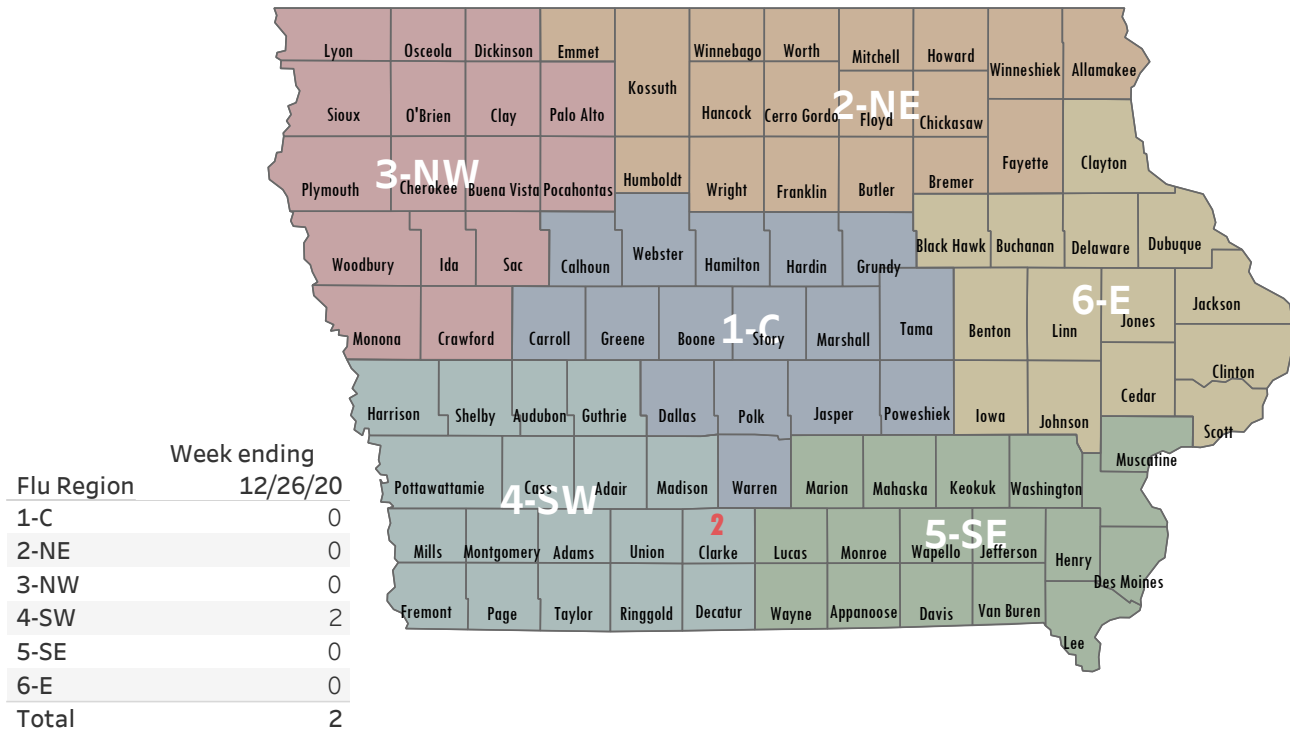 Lyon Osceola Dickinson Emmet Winnebago Worth Mitchell Howard Winneshiek Allamakee
Kossuth
2-NE
Sioux O'Brien Clay Palo Alto Hancock Cerro Gordo Floyd Chickasaw
3-NW
Plymouth Cherokee Buena Vista Pocahontas Humboldt Wright Franklin Butler Bremer Fayette Clayton
Woodbury Ida Sac Calhoun Webster Hamilton Hardin Grundy Black Hawk Buchanan Delaware Dubuque
6-E
1-C
Monona Crawford Carroll Greene Boone Story Marshall Tama Benton Linn Jones Jackson
Clinton
Harrison Shelby Audubon Guthrie Dallas Polk Jasper Poweshiek Iowa Johnson Cedar Scott
Muscatine
4-SW
Pottawattamie Cass Adair Madison Warren Marion Mahaska Keokuk Washington
2
5-SE
Mills Montgomery Adams Union Clarke Lucas Monroe Wapello Jefferson Henry
Des Moines
Fremont Page Taylor Ringgold Decatur Wayne Appanoose Davis Van Buren
Lee
Week ending
Flu Region 12/26/20
1-C 0
2-NE 0
3-NW 0
4-SW 2
5-SE 0
6-E 0
Total 2